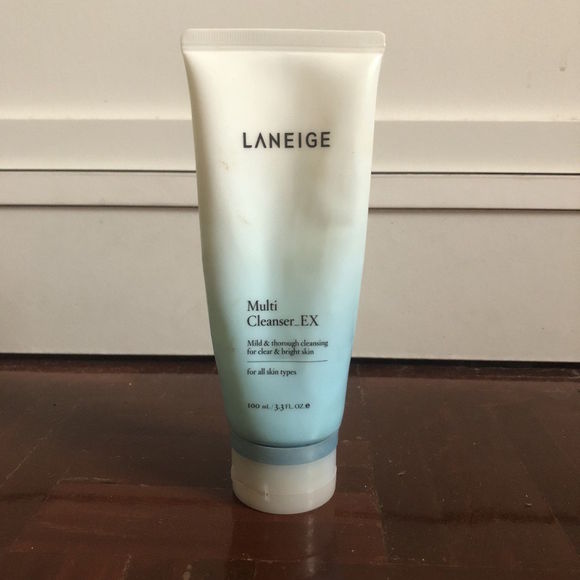 LANEIGE
Multi
Cleanser_EX
Mild & thorough cleansing
for clear & bright skin
for all skin types
100 mL / 3.3 FL. OZ. e